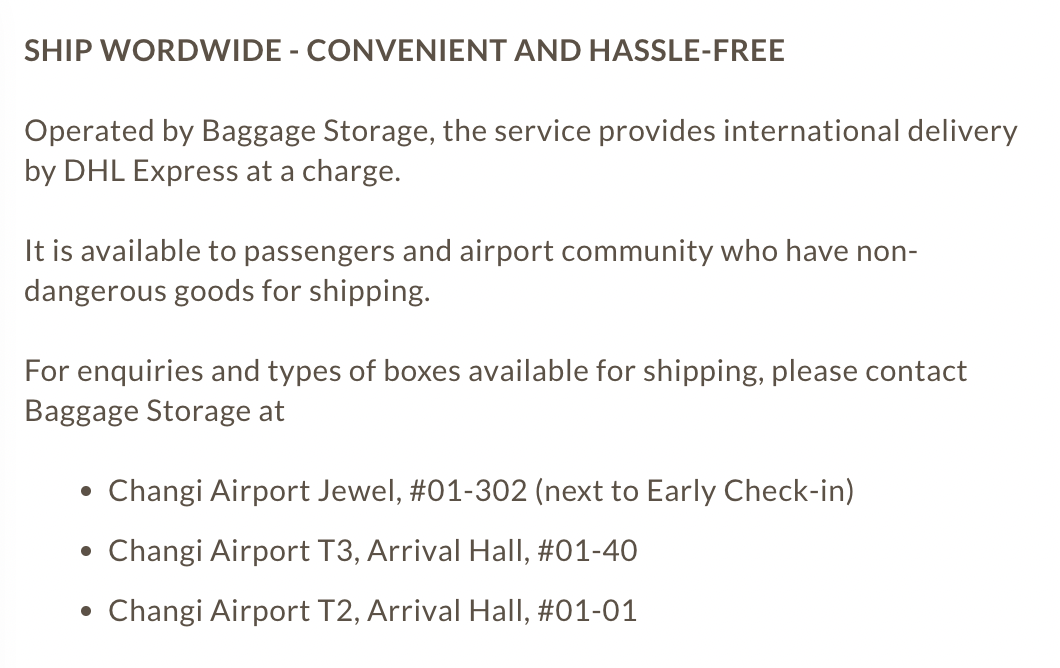 SHIP WORDWIDE - CONVENIENT AND HASSLE-FREE
Operated by Baggage Storage, the service provides international delivery
by DHL Express at a charge.
It is available to passengers and airport community who have non-
dangerous goods for shipping.
For enquiries and types of boxes available for shipping, please contact
Baggage Storage at
• Changi Airport Jewel, #01-302 (next to Early Check-in)
• Changi Airport T3, Arrival Hall, #01-40
• Changi Airport T2, Arrival Hall, #01-01